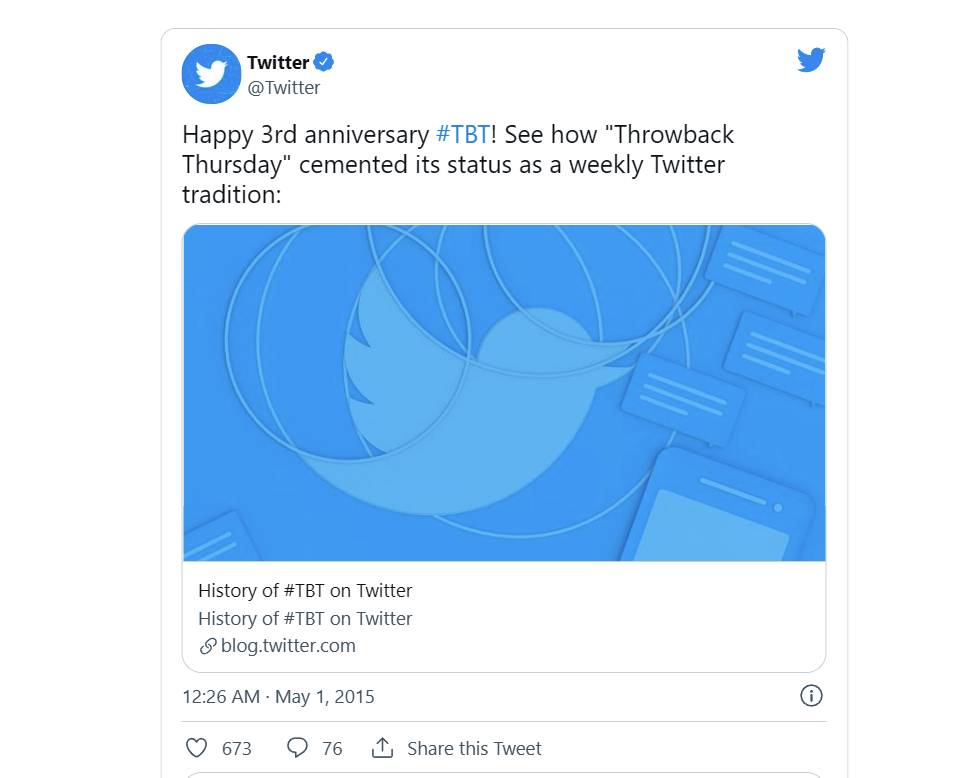 Twitter
@Twitter
Happy 3rd anniversary #TBT! See how "Throwback
Thursday" cemented its status as a weekly Twitter
tradition:
History of #TBT on Twitter
History of #TBT on Twitter
blog.twitter.com
12:26 AM · May 1, 2015
673 76 Share this Tweet